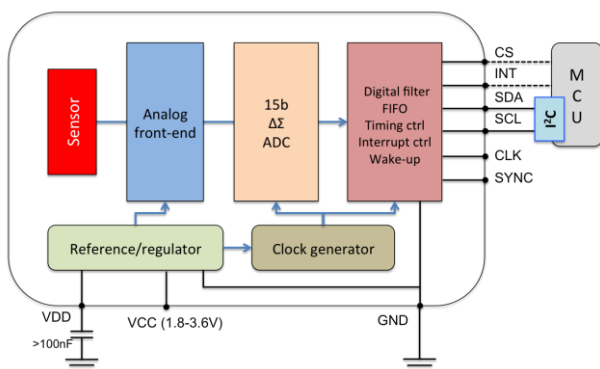 CS
INT
SDA
SCL
CLK
SYNC
MCU
I²C
Sensor
Analog
front-end
15b
ΔΣ
ADC
Digital filter
FIFO
Timing ctrl
Interrupt ctrl
Wake-up
Reference/regulator
Clock generator
VDD
VCC (1.8-3.6V)
GND
>100nF